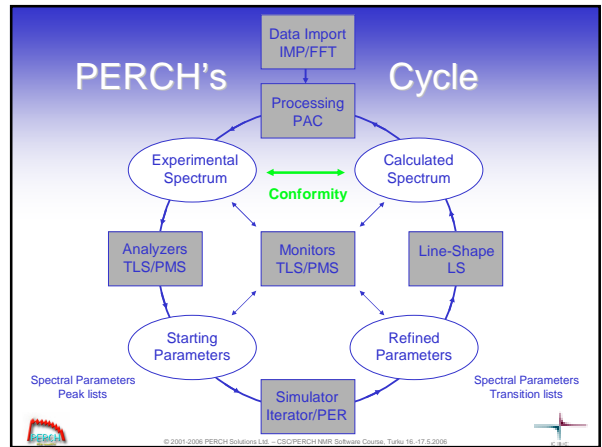 Data Import
IMP/FFT
PERCH's Cycle
Processing
PAC
Experimental
Spectrum
Calculated
Spectrum
Conformity
Analyzers
TLS/PMS
Monitors
TLS/PMS
Line-Shape
LS
Starting
Parameters
Refined
Parameters
Spectral Parameters
Peak lists
Simulator
Iterator/PER
Spectral Parameters
Transition lists
PERCH
© 2001-2006 PERCH Solutions Ltd. – CSC/PERCH NMR Software Course, Turku 16.-17.5.2006